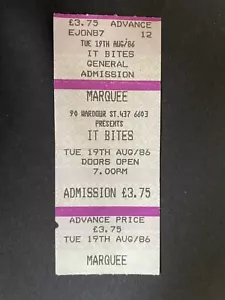 £3.75 ADVANCE
EJON87 12
TUE 19TH AUG/86
IT BITES
GENERAL
ADMISSION
MARQUEE
90 WARDOUR ST.437 6603
PRESENTS
IT BITES
TUE 19TH AUG/86
DOORS OPEN
7.00PM
ADMISSION £3.75
ADVANCE PRICE
£3.75
TUE 19TH AUG/86
MARQUEE